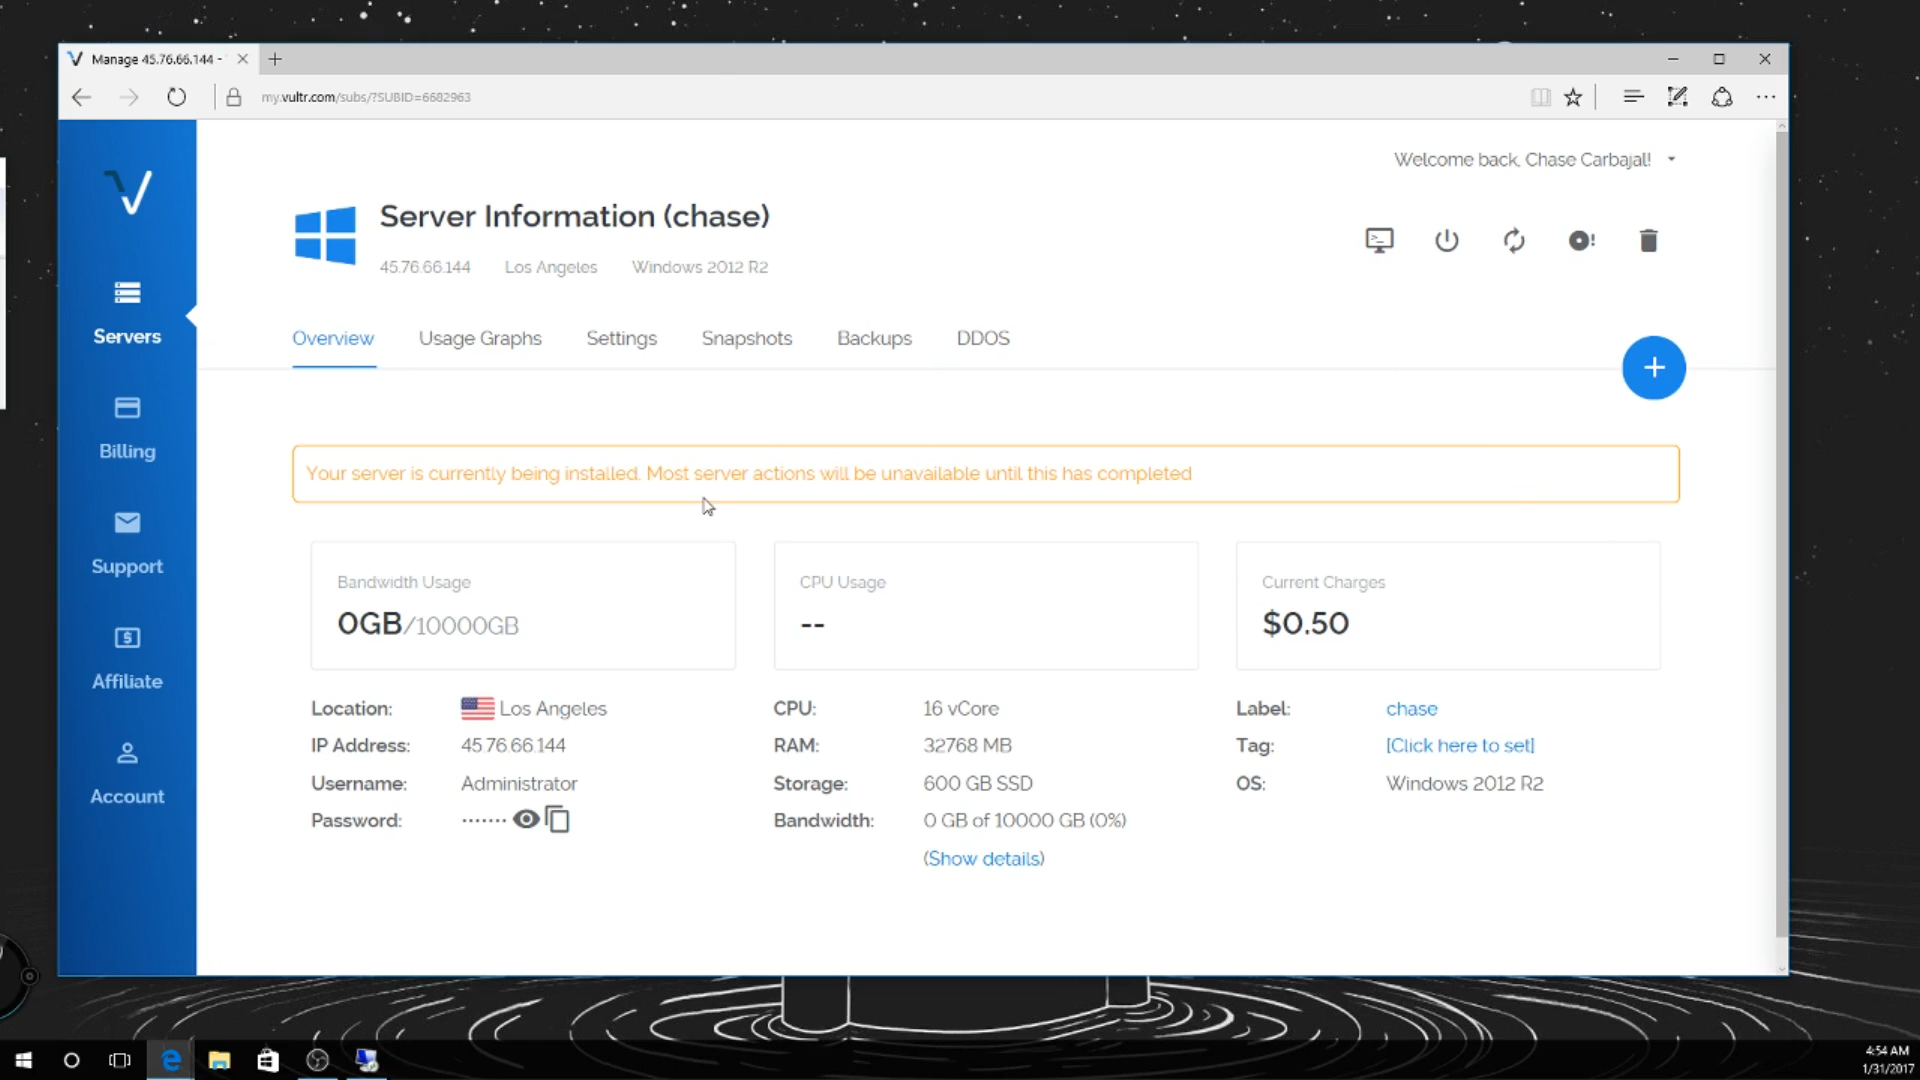 Manage 45.76.66.144 -
my.vultr.com/subs/?SUBID=6682963
Welcome back, Chase Carbajal!
Server Information (chase)
45.76.66.144 Los Angeles Windows 2012 R2
Servers
Overview Usage Graphs Settings Snapshots Backups DDOS
+
Billing
Your server is currently being installed. Most server actions will be unavailable until this has completed
Support
Bandwidth Usage CPU Usage Current Charges
0GB/10000GB -- $0.50
Affiliate
Location: Los Angeles CPU: 16 vCore Label: chase
IP Address: 45.76.66.144 RAM: 32768 MB Tag: [Click here to set]
Username: Administrator Storage: 600 GB SSD OS: Windows 2012 R2
Account
Password: ······· Bandwidth: 0 GB of 10000 GB (0%)
(Show details)
4:54 AM
1/31/2017